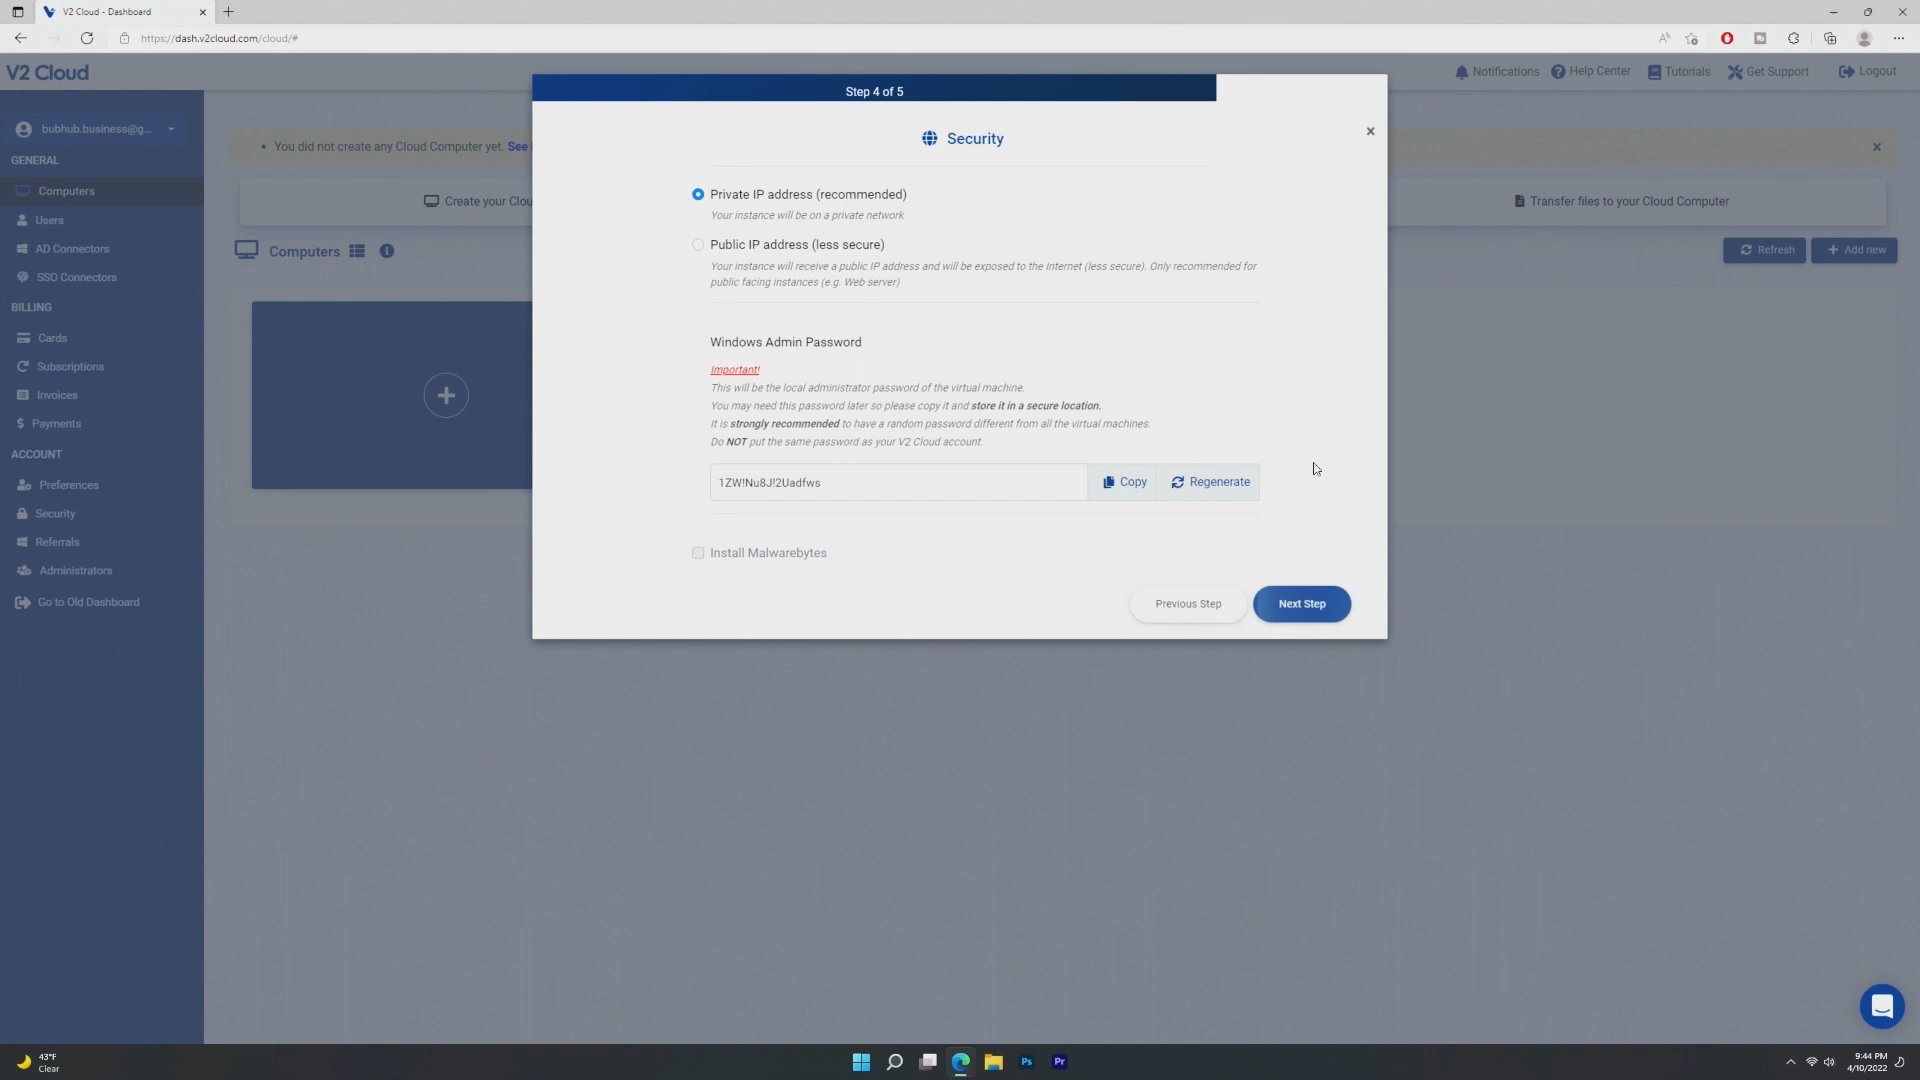 V2 Cloud - Dashboard
https://dash.v2cloud.com/cloud/#
V2 Cloud
Notifications
Help Center
Tutorials
Get Support
Logout
bubhub.business@g...
GENERAL
Computers
Users
AD Connectors
SSO Connectors
BILLING
Cards
Subscriptions
Invoices
Payments
ACCOUNT
Preferences
Security
Referrals
Administrators
Go to Old Dashboard
You did not create any Cloud Computer yet. See
Create your Clou
Transfer files to your Cloud Computer
Computers
Refresh
Add new
Step 4 of 5
Security
Private IP address (recommended)
Your instance will be on a private network
Public IP address (less secure)
Your instance will receive a public IP address and will be exposed to the Internet (less secure). Only recommended for
public facing instances (e.g. Web server)
Windows Admin Password
Important!
This will be the local administrator password of the virtual machine.
You may need this password later so please copy it and store it in a secure location.
It is strongly recommended to have a random password different from all the virtual machines.
Do NOT put the same password as your V2 Cloud account.
1ZW!Nu8J!2Uadfws
Copy
Regenerate
Install Malwarebytes
Previous Step
Next Step
43°F
Clear
Ps
Pr
9:44 PM
4/10/2022